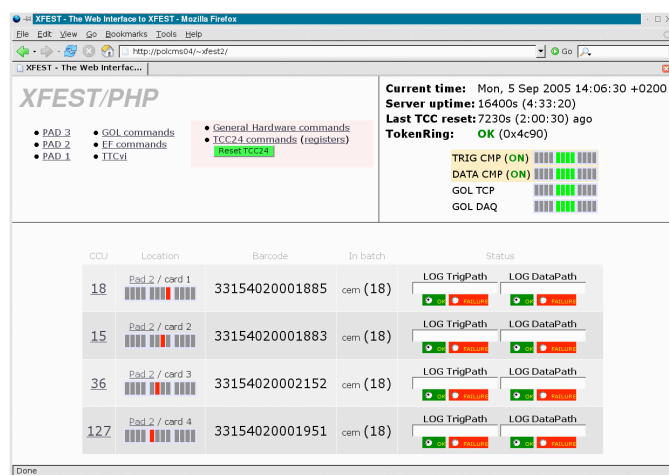 XFEST - The Web Interface to XFEST - Mozilla Firefox
File Edit View Go Bookmarks Tools Help
http://polcms04/~xfest2/ Go
XFEST - The Web Interfac...
XFEST/PHP
PAD 3 GOL commands General Hardware commands
PAD 2 EF commands TCC24 commands (registers)
PAD 1 TTCvi Reset TCC24
Current time: Mon, 5 Sep 2005 14:06:30 +0200
Server uptime: 16400s (4:33:20)
Last TCC reset: 7230s (2:00:30) ago
TokenRing: OK (0x4c90)
TRIG CMP (ON)
DATA CMP (ON)
GOL TCP
GOL DAQ
CCU Location Barcode In batch Status
18 Pad 2 / card 1 33154020001885 cem (18) LOG TrigPath LOG DataPath
OK FAILURE OK FAILURE
15 Pad 2 / card 2 33154020001883 cem (18) LOG TrigPath LOG DataPath
OK FAILURE OK FAILURE
36 Pad 2 / card 3 33154020002152 cem (18) LOG TrigPath LOG DataPath
OK FAILURE OK FAILURE
127 Pad 2 / card 4 33154020001951 cem (18) LOG TrigPath LOG DataPath
OK FAILURE OK FAILURE
Done